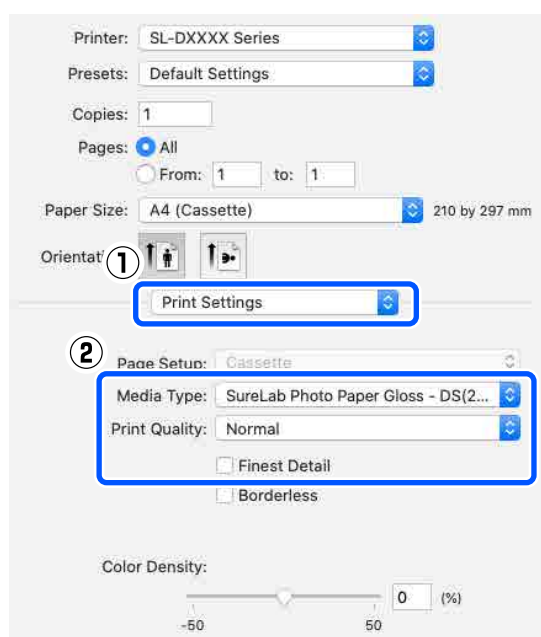 Printer: SL-DXXXX Series
Presets: Default Settings
Copies: 1
Pages: All
From: 1 to: 1
Paper Size: A4 (Cassette) 210 by 297 mm
Orientat
1
Print Settings
2
Page Setup: Cassette
Media Type: SureLab Photo Paper Gloss - DS(2...
Print Quality: Normal
Finest Detail
Borderless
Color Density:
0 (%)
-50 50